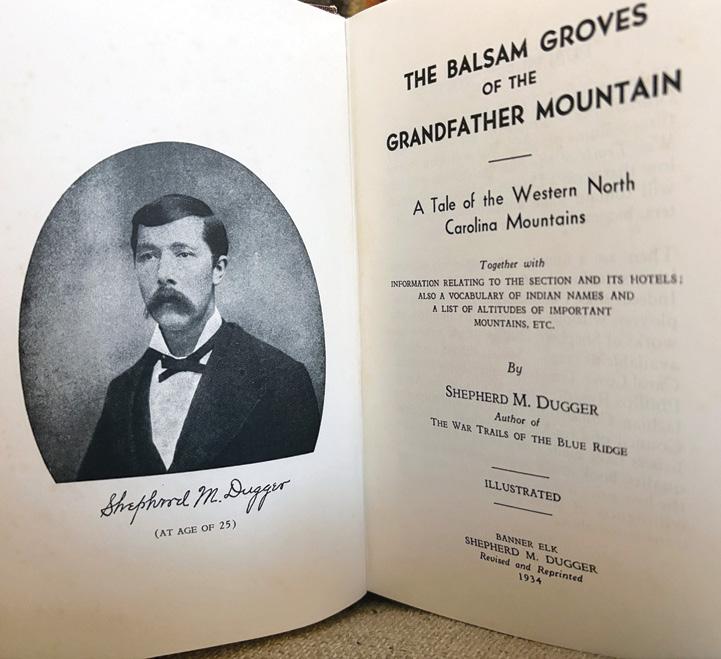 Shepherd M. Dugger
(AT AGE OF 25)
THE BALSAM GROVES
OF THE
GRANDFATHER MOUNTAIN
A Tale of the Western North
Carolina Mountains
Together with
INFORMATION RELATING TO THE SECTION AND ITS HOTELS;
ALSO A VOCABULARY OF INDIAN NAMES AND
A LIST OF ALTITUDES OF IMPORTANT
MOUNTAINS, ETC.
By
SHEPHERD M. DUGGER
Author of
THE WAR TRAILS OF THE BLUE RIDGE
ILLUSTRATED
BANNER ELK
SHEPHERD M. DUGGER
Revised and Reprinted
1934